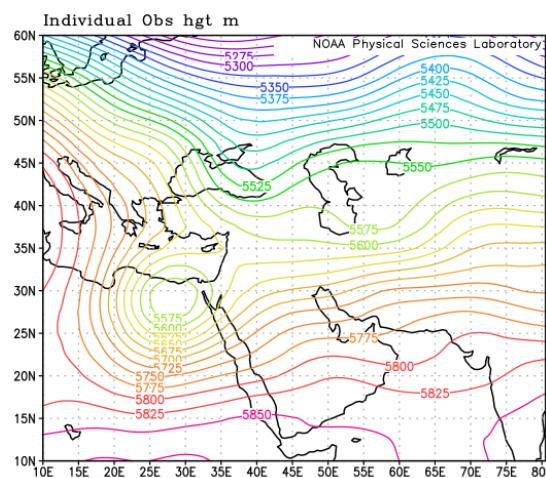 Individual Obs hgt m
NOAA Physical Sciences Laboratory
60N
5275
5300
5400
5425
55N
5350
5450
5375
5475
50N
5500
45N
5550
5525
40N
5575
5600
35N
30N
5575
5600
5775
25N
5675
5700
5725
5750
5800
20N
5775
5800
5825
5825
5850
15N
10N
10E 15E 20E 25E 30E 35E 40E 45E 50E 55E 60E 65E 70E 75E 80